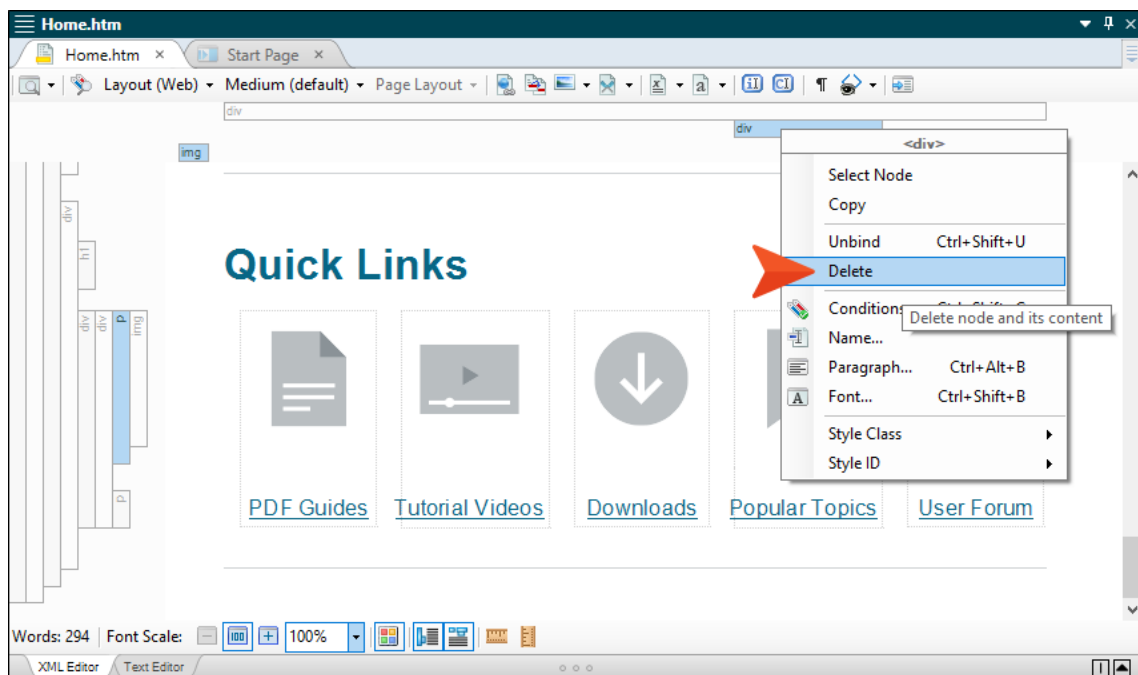 Home.htm
Home.htm × Start Page ×
Layout (Web) Medium (default) Page Layout
div
div
img
<div>
Select Node
Copy
Unbind Ctrl+Shift+U
Delete
Conditions
Delete node and its content
Name...
Paragraph... Ctrl+Alt+B
Font... Ctrl+Shift+B
Style Class
Style ID
div
h1
div
div
p
img
p
Quick Links
PDF Guides Tutorial Videos Downloads Popular Topics User Forum
Words: 294 Font Scale: 100 100%
XML Editor Text Editor